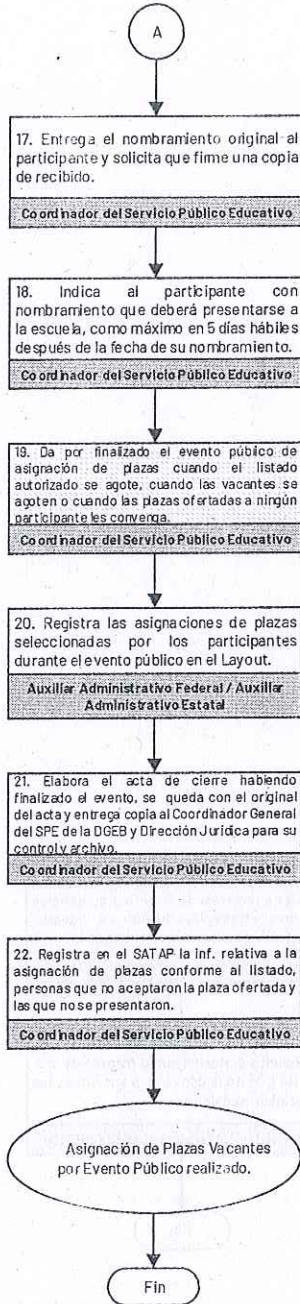 A
17. Entrega el nombramiento original al
participante y solicita que firme una copia
de recibido.
Coordinador del Servicio Público Educativo
18. Indica al participante con
nombramiento que deberá presentarse a
la escuela, como máximo en 5 días hábiles
después de la fecha de su nombramiento.
Coordinador del Servicio Público Educativo
19. Da por finalizado el evento público de
asignación de plazas cuando el listado
autorizado se agote, cuando las vacantes se
agoten o cuando las plazas ofertadas a ningún
participante les convenga.
Coordinador del Servicio Público Educativo
20. Registra las asignaciones de plazas
seleccionadas por los participantes
durante el evento público en el Layout.
Auxiliar Administrativo Federal / Auxiliar
Administrativo Estatal
21. Elabora el acta de cierre habiendo
finalizado el evento, se queda con el original
del acta y entrega copia al Coordinador General
del SPE de la DGEB y Dirección Jurídica para su
control y archivo.
Coordinador del Servicio Público Educativo
22. Registra en el SATAP la inf. relativa a la
asignación de plazas conforme al listado,
personas que no aceptaron la plaza ofertada y
las que no se presentaron.
Coordinador del Servicio Público Educativo
Asignación de Plazas Vacantes
por Evento Público realizado.
Fin